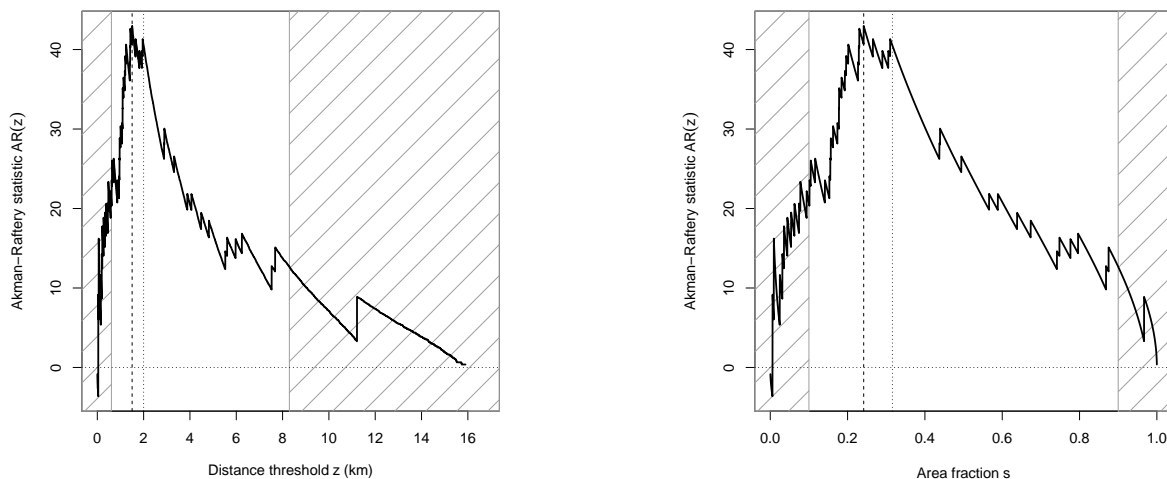 Akman−Raftery statistic AR(z)
40
30
20
10
0
0 2 4 6 8 10 12 14 16
Distance threshold z (km)
Akman−Raftery statistic AR(z)
40
30
20
10
0
0.0 0.2 0.4 0.6 0.8 1.0
Area fraction s